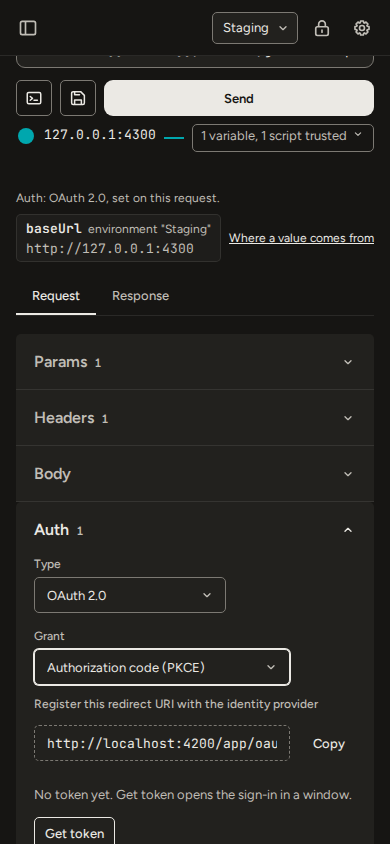 Staging
Send
127.0.0.1:4300
1 variable, 1 script trusted
Auth: OAuth 2.0, set on this request.
baseUrl environment "Staging"
http://127.0.0.1:4300
Where a value comes from
Request
Response
Params 1
Headers 1
Body
Auth 1
Type
OAuth 2.0
Grant
Authorization code (PKCE)
Register this redirect URI with the identity provider
http://localhost:4200/app/oau
Copy
No token yet. Get token opens the sign-in in a window.
Get token